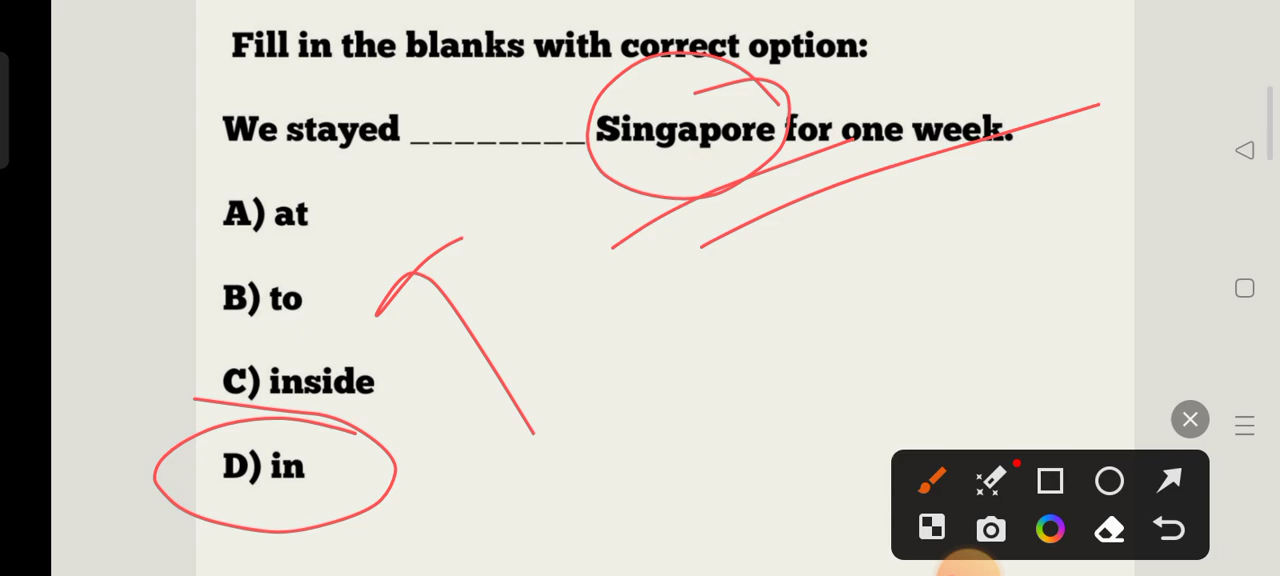 Fill in the blanks with correct option:
We stayed ________ Singapore for one week.
A) at
B) to
C) inside
D) in